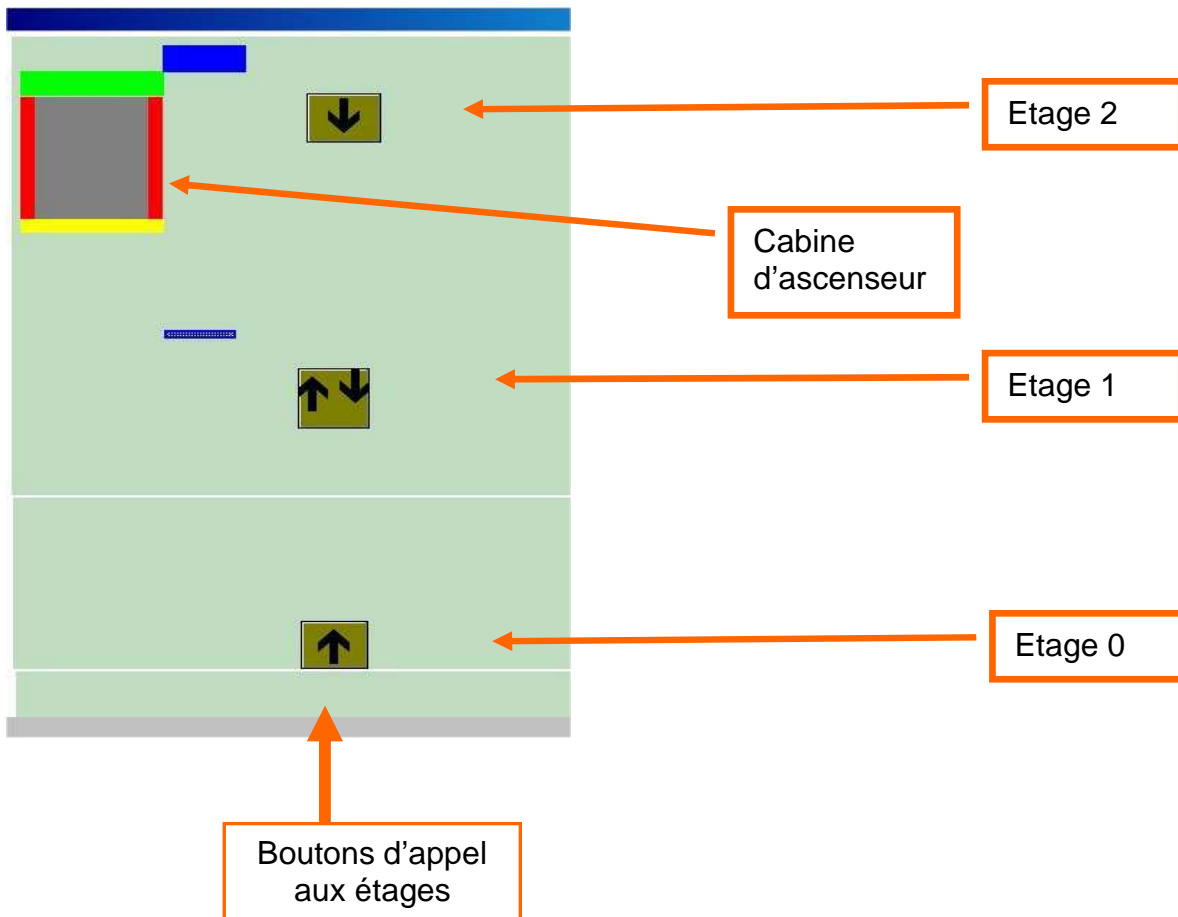 Etage 2
Cabine
d’ascenseur
Etage 1
Etage 0
Boutons d’appel
aux étages